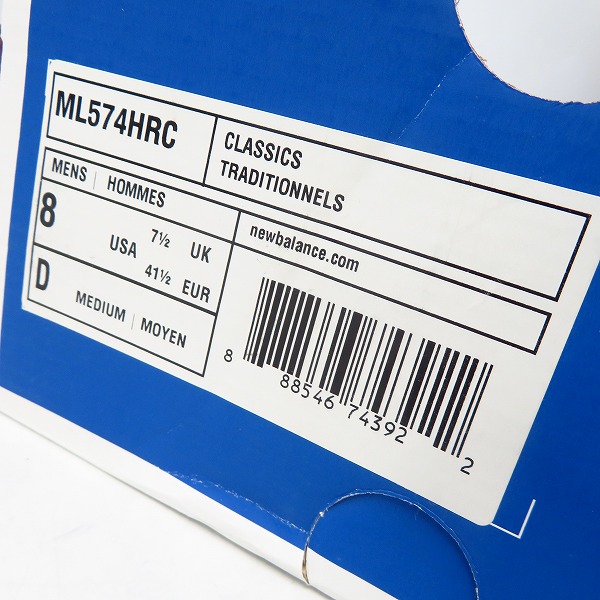 ML574HRC
CLASSICS
TRADITIONNELS
MENS | HOMMES
8
USA
7½ UK
41½ EUR
newbalance.com
D
MEDIUM | MOYEN
8 88546 74392 2